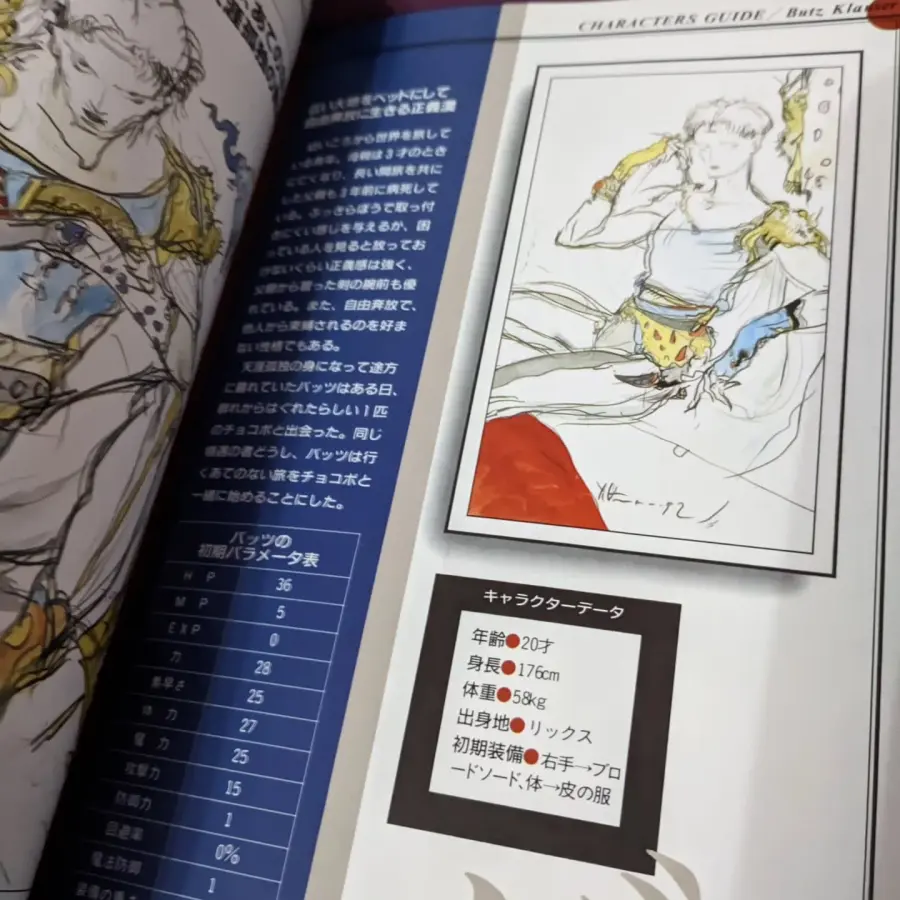 CHARACTERS GUIDE / Butz Klauser
大地をベッドにして
に生きる正義漢
いころから世界を旅して
いる青年。母親は3才のとき
に亡くなり、長い間旅を共に
した父親も3年前に病死して
いる。ぶっきらぼうで取っ付
きにくい感じを与えるが、困
っている人を見ると放ってお
けないくらい正義感は強く、
父親から習った剣の腕前も優
れている。また、自由奔放で、
他人から束縛されるのを好ま
ない性格でもある。
天涯孤独の身になって途方
に暮れていたバッツはある日、
群れからはぐれたらしい1匹
のチョコボと出会った。同じ
境遇の者どうし、バッツは行
くあてのない旅をチョコボと
一緒に始めることにした。
バッツの
初期パラメータ表
HP 36
MP 5
EXP 0
力 28
素早さ 25
体力 27
魔力 25
攻撃力 15
防御力 1
回避率 0%
魔法防御 1
装備の重さ
キャラクターデータ
年齢●20才
身長●176cm
体重●58kg
出身地●リックス
初期装備●右手→ブロ
ードソード、体→皮の服